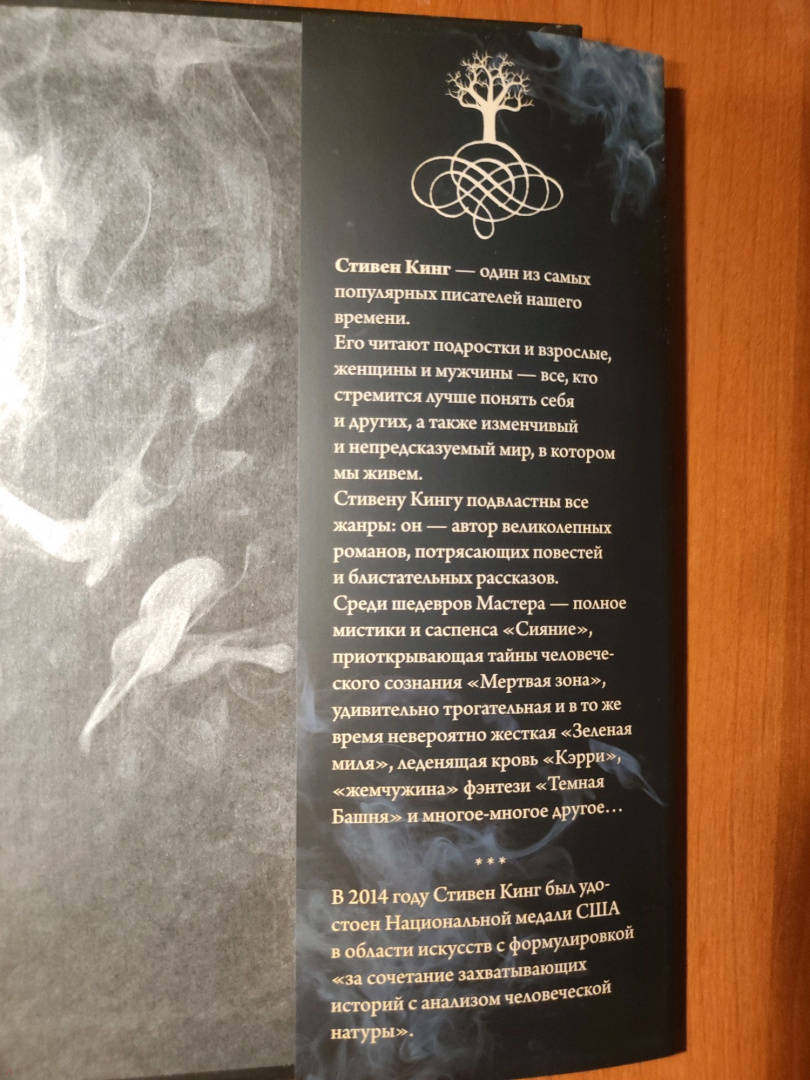 Стивен Кинг — один из самых
популярных писателей нашего
времени.
Его читают подростки и взрослые,
женщины и мужчины — все, кто
стремится лучше понять себя
и других, а также изменчивый
и непредсказуемый мир, в котором
мы живем.
Стивену Кингу подвластны все
жанры: он — автор великолепных
романов, потрясающих повестей
и блистательных рассказов.
Среди шедевров Мастера — полное
мистики и саспенса «Сияние»,
приоткрывающая тайны человече-
ского сознания «Мертвая зона»,
удивительно трогательная и в то же
время невероятно жесткая «Зеленая
миля», леденящая кровь «Кэрри»,
«жемчужина» фэнтези «Темная
Башня» и многое-многое другое...
***
В 2014 году Стивен Кинг был удо-
стоен Национальной медали США
в области искусств с формулировкой
«за сочетание захватывающих
историй с анализом человеческой
натуры».